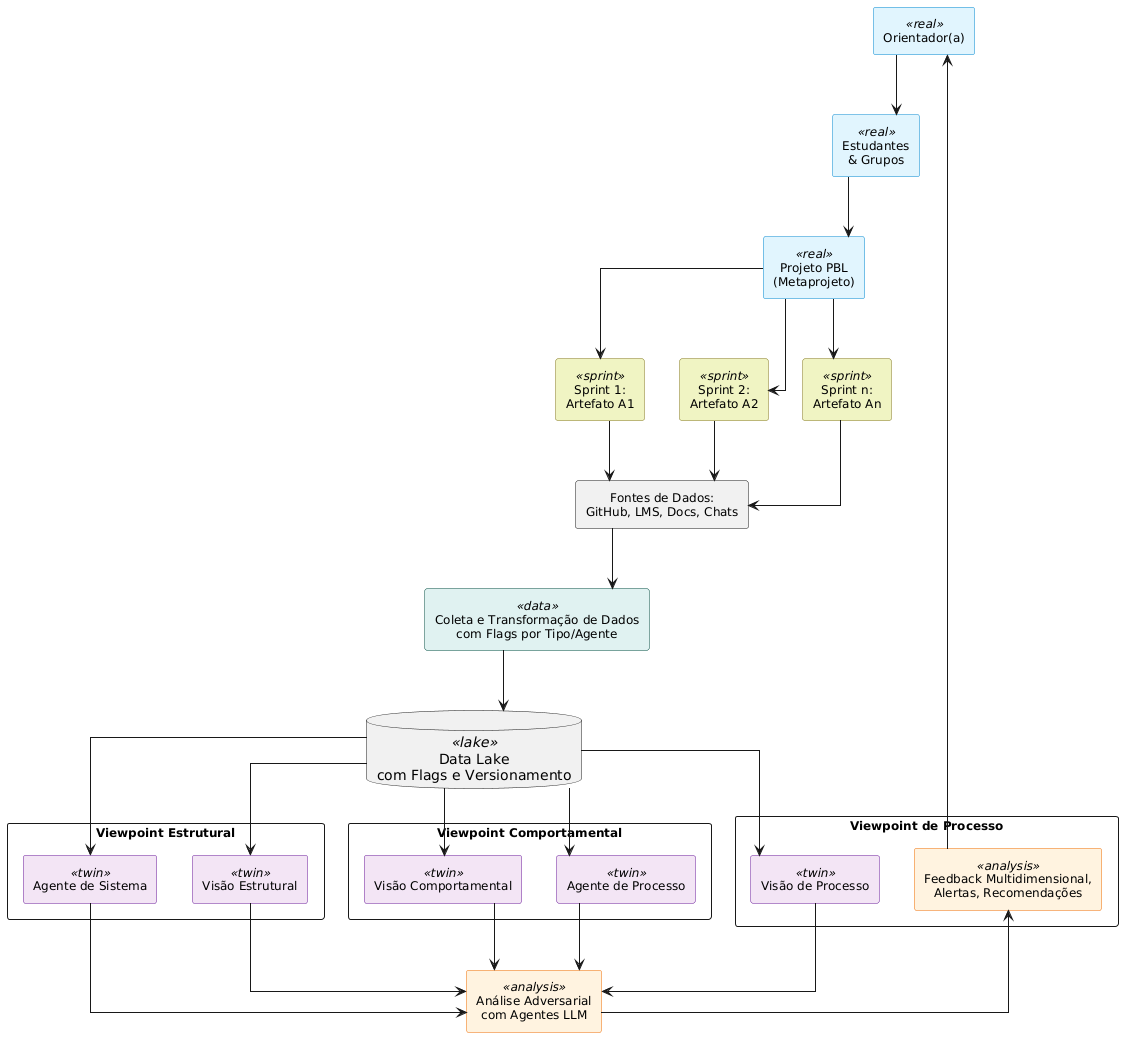 «real»
Orientador(a)
«real»
Estudantes
& Grupos
«real»
Projeto PBL
(Metaprojeto)
«sprint»
Sprint 1:
Artefato A1
«sprint»
Sprint 2:
Artefato A2
«sprint»
Sprint n:
Artefato An
Fontes de Dados:
GitHub, LMS, Docs, Chats
«data»
Coleta e Transformação de Dados
com Flags por Tipo/Agente
«lake»
Data Lake
com Flags e Versionamento
Viewpoint Estrutural
«twin»
Agente de Sistema
«twin»
Visão Estrutural
Viewpoint Comportamental
«twin»
Visão Comportamental
«twin»
Agente de Processo
Viewpoint de Processo
«twin»
Visão de Processo
«analysis»
Feedback Multidimensional,
Alertas, Recomendações
«analysis»
Análise Adversarial
com Agentes LLM